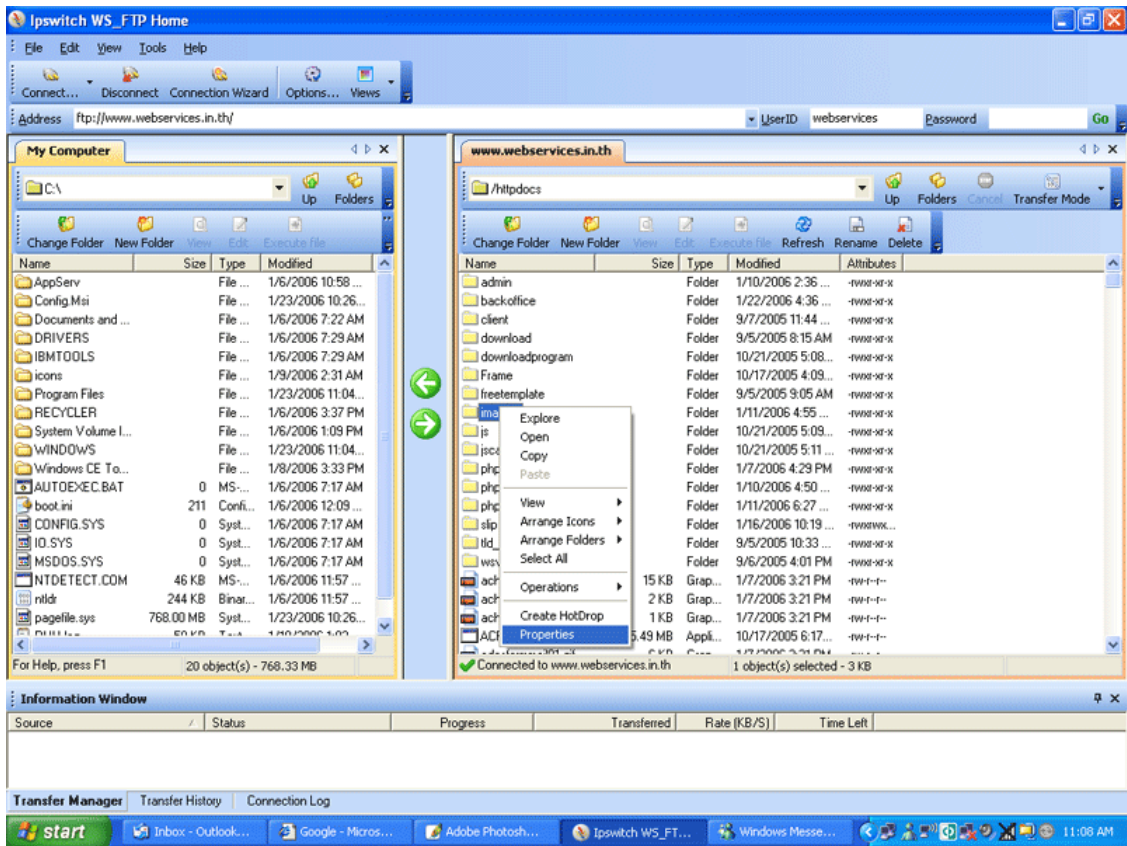 Ipswitch WS_FTP Home
File Edit View Tools Help
Connect... Disconnect Connection Wizard Options... Views
Address ftp://www.webservices.in.th/ UserID webservices Password Go
My Computer
C:\ Up Folders
Change Folder New Folder View Edit Execute file
Name Size Type Modified
AppServ File ... 1/6/2006 10:58 ...
Config.Msi File ... 1/23/2006 10:26...
Documents and ... File ... 1/6/2006 7:22 AM
DRIVERS File ... 1/6/2006 7:29 AM
IBMTOOLS File ... 1/6/2006 7:29 AM
icons File ... 1/9/2006 2:31 AM
Program Files File ... 1/23/2006 11:04...
RECYCLER File ... 1/6/2006 3:37 PM
System Volume I... File ... 1/6/2006 1:09 PM
WINDOWS File ... 1/23/2006 11:04...
Windows CE To... File ... 1/8/2006 3:33 PM
AUTOEXEC.BAT 0 MS-... 1/6/2006 7:17 AM
boot.ini 211 Confi... 1/6/2006 12:09 ...
CONFIG.SYS 0 Syst... 1/6/2006 7:17 AM
IO.SYS 0 Syst... 1/6/2006 7:17 AM
MSDOS.SYS 0 Syst... 1/6/2006 7:17 AM
NTDETECT.COM 46 KB MS-... 1/6/2006 11:57 ...
ntldr 244 KB Binar... 1/6/2006 11:57 ...
pagefile.sys 768.00 MB Syst... 1/23/2006 10:26...
For Help, press F1 20 object(s) - 768.33 MB
www.webservices.in.th
/httpdocs Up Folders Cancel Transfer Mode
Change Folder New Folder View Edit Execute file Refresh Rename Delete
Name Size Type Modified Attributes
admin Folder 1/10/2006 2:36 ... -rwxr-xr-x
backoffice Folder 1/22/2006 4:36 ... -rwxr-xr-x
client Folder 9/7/2005 11:44 ... -rwxr-xr-x
download Folder 9/5/2005 8:15 AM -rwxr-xr-x
downloadprogram Folder 10/21/2005 5:08... -rwxr-xr-x
Frame Folder 10/17/2005 4:09... -rwxr-xr-x
freetemplate Folder 9/5/2005 9:05 AM -rwxr-xr-x
ima Folder 1/11/2006 4:55 ... -rwxr-xr-x
js Folder 10/21/2005 5:09... -rwxr-xr-x
jsca Folder 10/21/2005 5:11 ... -rwxr-xr-x
php Folder 1/7/2006 4:29 PM -rwxr-xr-x
php Folder 1/10/2006 4:50 ... -rwxr-xr-x
php Folder 1/11/2006 6:27 ... -rwxr-xr-x
slip Folder 1/16/2006 10:19 ... -rwxrwx...
tld_ Folder 9/5/2005 10:33 ... -rwxr-xr-x
wsv Folder 9/6/2005 4:01 PM -rwxr-xr-x
ach 15 KB Grap... 1/7/2006 3:21 PM -rw-r--r--
ach 2 KB Grap... 1/7/2006 3:21 PM -rw-r--r--
ach 1 KB Grap... 1/7/2006 3:21 PM -rw-r--r--
ACF 5.49 MB Appli... 10/17/2005 6:17... -rw-r--r--
Explore
Open
Copy
Paste
View
Arrange Icons
Arrange Folders
Select All
Operations
Create HotDrop
Properties
Connected to www.webservices.in.th 1 object(s) selected - 3 KB
Information Window
Source Status Progress Transferred Rate (KB/S) Time Left
Transfer Manager Transfer History Connection Log
start Inbox - Outlook... Google - Micros... Adobe Photosh... Ipswitch WS_FT... Windows Messe... 11:08 AM